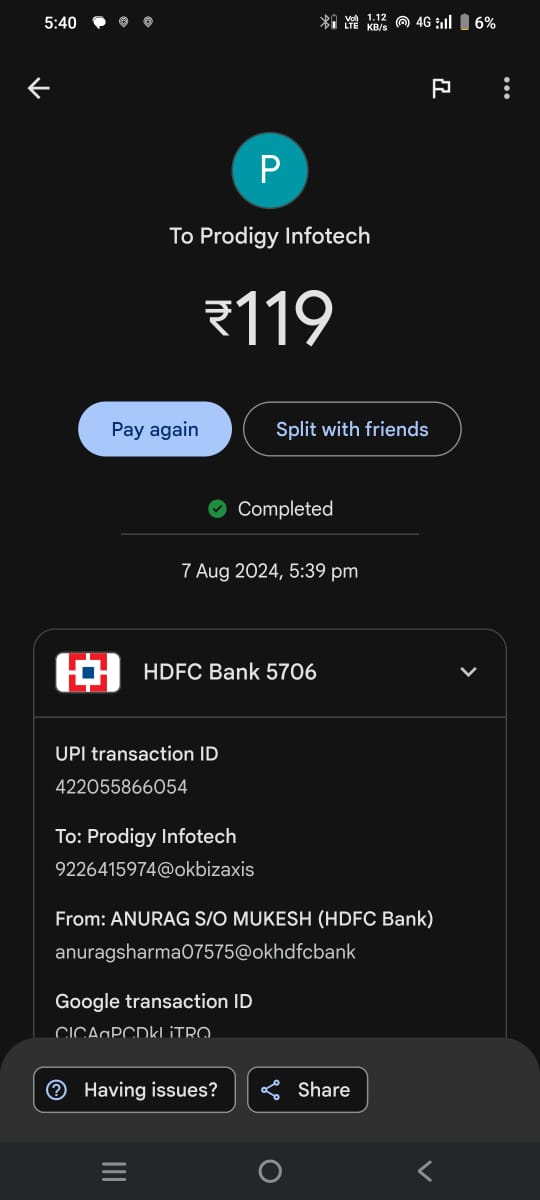 5:40
Vo) LTE 1.12 KB/s 4G 6%
P
To Prodigy Infotech
₹119
Pay again Split with friends
Completed
7 Aug 2024, 5:39 pm
HDFC Bank 5706
UPI transaction ID
422055866054
To: Prodigy Infotech
9226415974@okbizaxis
From: ANURAG S/O MUKESH (HDFC Bank)
anuragsharma07575@okhdfcbank
Google transaction ID
Having issues? Share